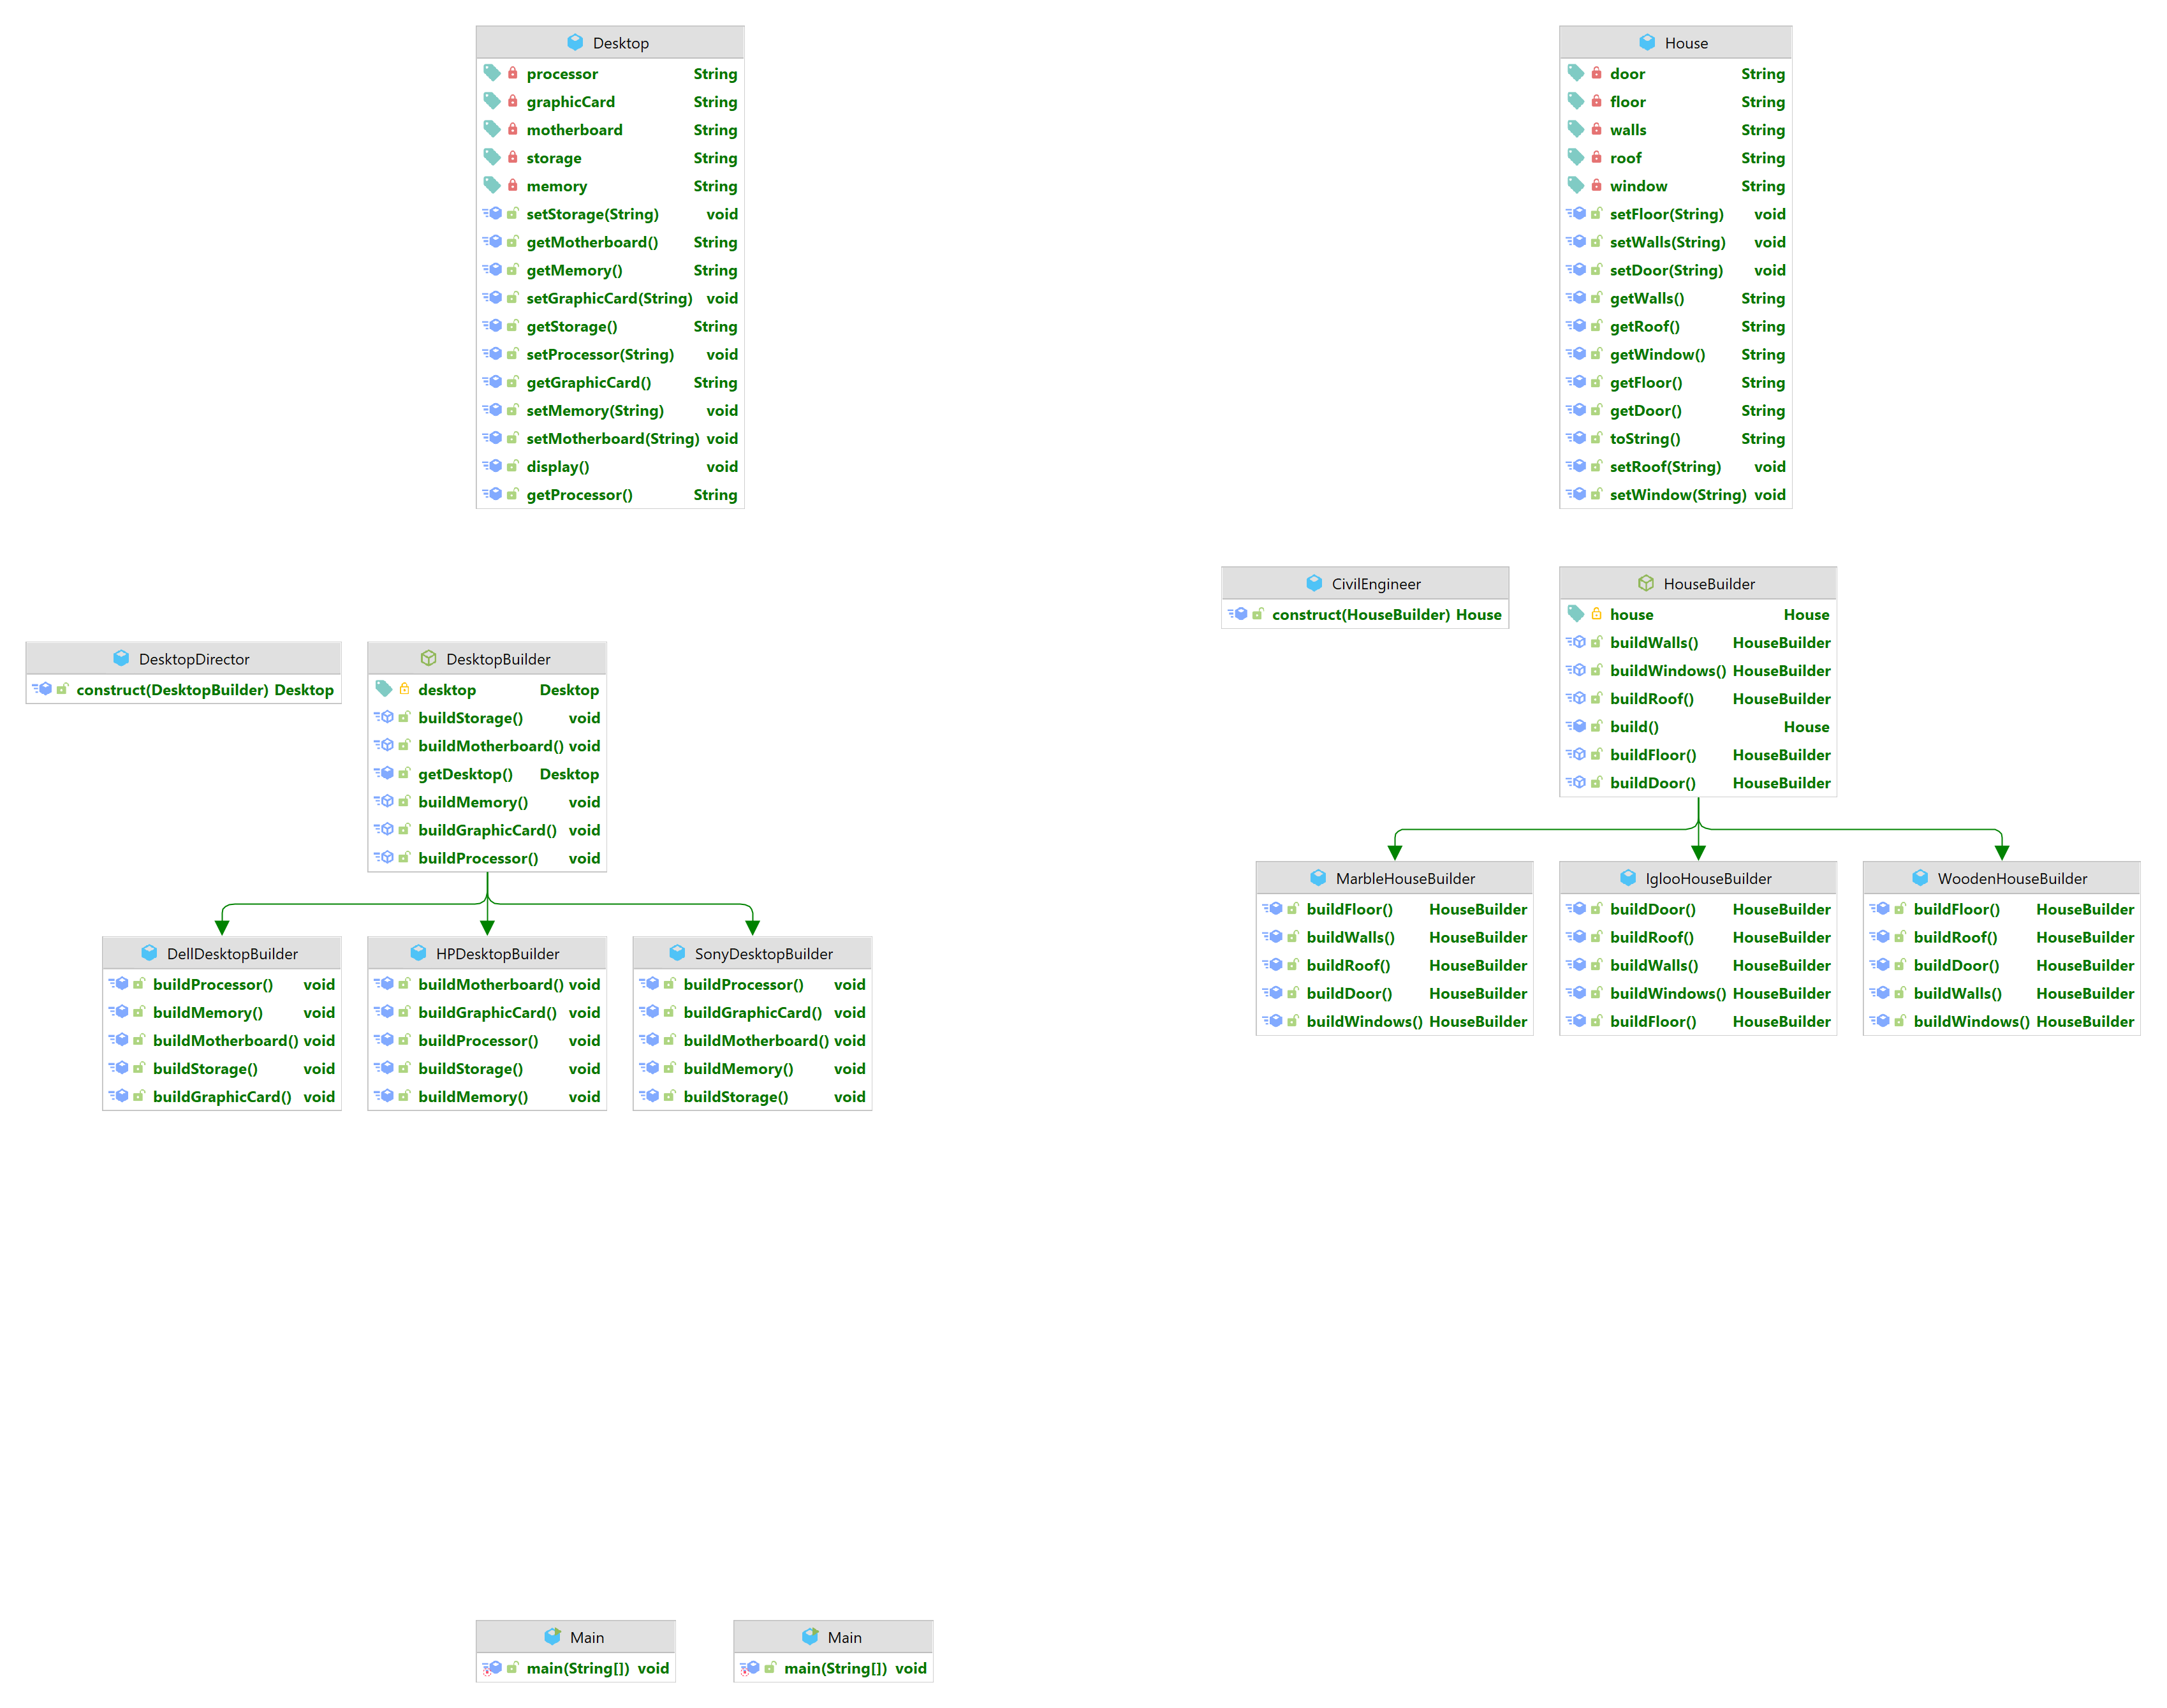 Desktop
processor String
graphicCard String
motherboard String
storage String
memory String
setStorage(String) void
getMotherboard() String
getMemory() String
setGraphicCard(String) void
getStorage() String
setProcessor(String) void
getGraphicCard() String
setMemory(String) void
setMotherboard(String) void
display() void
getProcessor() String
House
door String
floor String
walls String
roof String
window String
setFloor(String) void
setWalls(String) void
setDoor(String) void
getWalls() String
getRoof() String
getWindow() String
getFloor() String
getDoor() String
toString() String
setRoof(String) void
setWindow(String) void
DesktopDirector
construct(DesktopBuilder) Desktop
DesktopBuilder
desktop Desktop
buildStorage() void
buildMotherboard() void
getDesktop() Desktop
buildMemory() void
buildGraphicCard() void
buildProcessor() void
CivilEngineer
construct(HouseBuilder) House
HouseBuilder
house House
buildWalls() HouseBuilder
buildWindows() HouseBuilder
buildRoof() HouseBuilder
build() House
buildFloor() HouseBuilder
buildDoor() HouseBuilder
DellDesktopBuilder
buildProcessor() void
buildMemory() void
buildMotherboard() void
buildStorage() void
buildGraphicCard() void
HPDesktopBuilder
buildMotherboard() void
buildGraphicCard() void
buildProcessor() void
buildStorage() void
buildMemory() void
SonyDesktopBuilder
buildProcessor() void
buildGraphicCard() void
buildMotherboard() void
buildMemory() void
buildStorage() void
MarbleHouseBuilder
buildFloor() HouseBuilder
buildWalls() HouseBuilder
buildRoof() HouseBuilder
buildDoor() HouseBuilder
buildWindows() HouseBuilder
IglooHouseBuilder
buildDoor() HouseBuilder
buildRoof() HouseBuilder
buildWalls() HouseBuilder
buildWindows() HouseBuilder
buildFloor() HouseBuilder
WoodenHouseBuilder
buildFloor() HouseBuilder
buildRoof() HouseBuilder
buildDoor() HouseBuilder
buildWalls() HouseBuilder
buildWindows() HouseBuilder
Main
main(String[]) void
Main
main(String[]) void